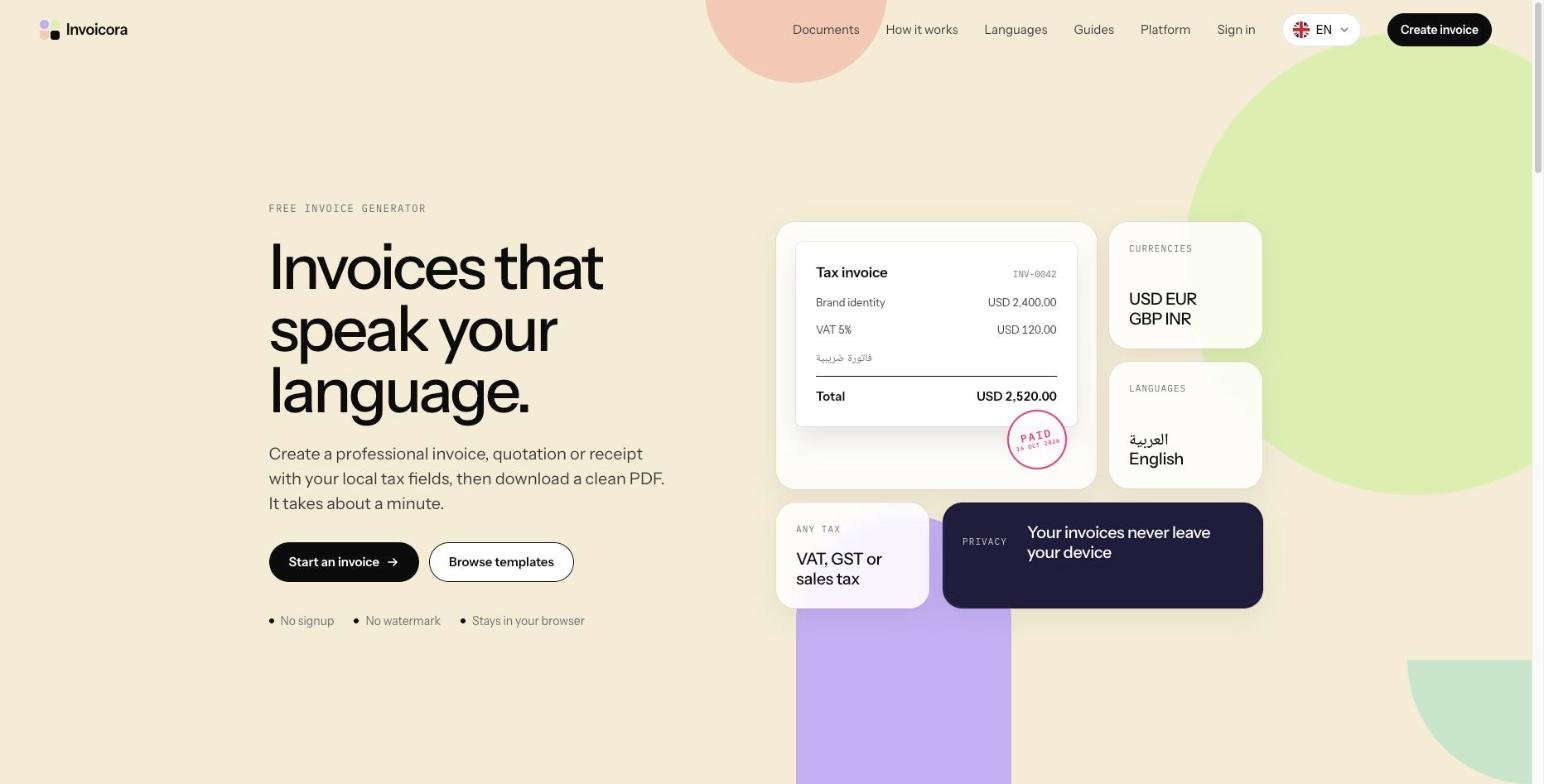 Invoicora
Documents
How it works
Languages
Guides
Platform
Sign in
EN
Create invoice
FREE INVOICE GENERATOR
Invoices that
speak your
language.
Create a professional invoice, quotation or receipt
with your local tax fields, then download a clean PDF.
It takes about a minute.
Start an invoice →
Browse templates
No signup
No watermark
Stays in your browser
Tax invoice INV-0042
Brand identity USD 2,400.00
VAT 5% USD 120.00
فاتورة ضريبية
Total USD 2,520.00
PAID
16 OCT 2026
CURRENCIES
USD EUR
GBP INR
LANGUAGES
العربية
English
ANY TAX
VAT, GST or
sales tax
PRIVACY
Your invoices never leave
your device